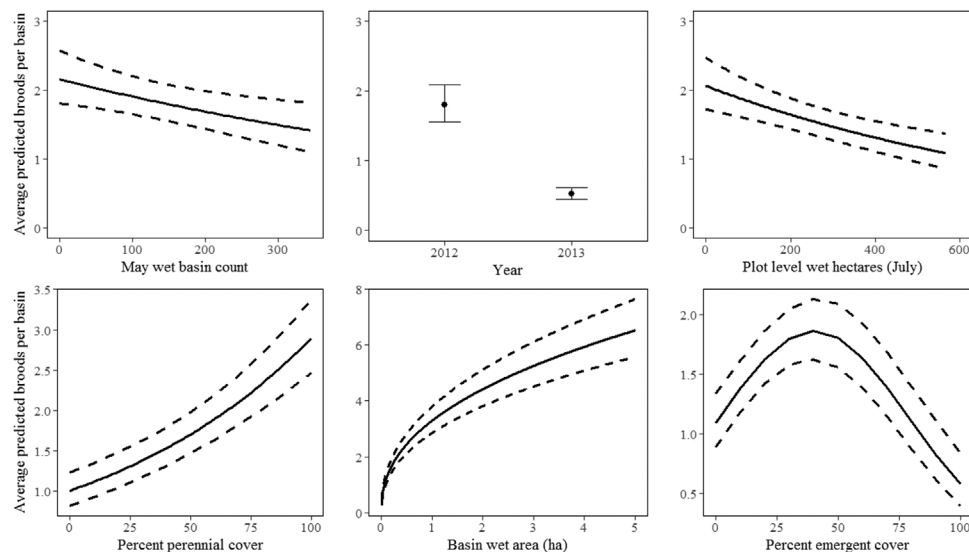 Average predicted broods per basin
3
2
1
0
0 100 200 300
May wet basin count
3
2
1
0
2012 2013
Year
3
2
1
0
0 200 400 600
Plot level wet hectares (July)
Average predicted broods per basin
3.5
3.0
2.5
2.0
1.5
1.0
0 25 50 75 100
Percent perennial cover
8
6
4
2
0
0 1 2 3 4 5
Basin wet area (ha)
2.0
1.5
1.0
0.5
0 25 50 75 100
Percent emergent cover